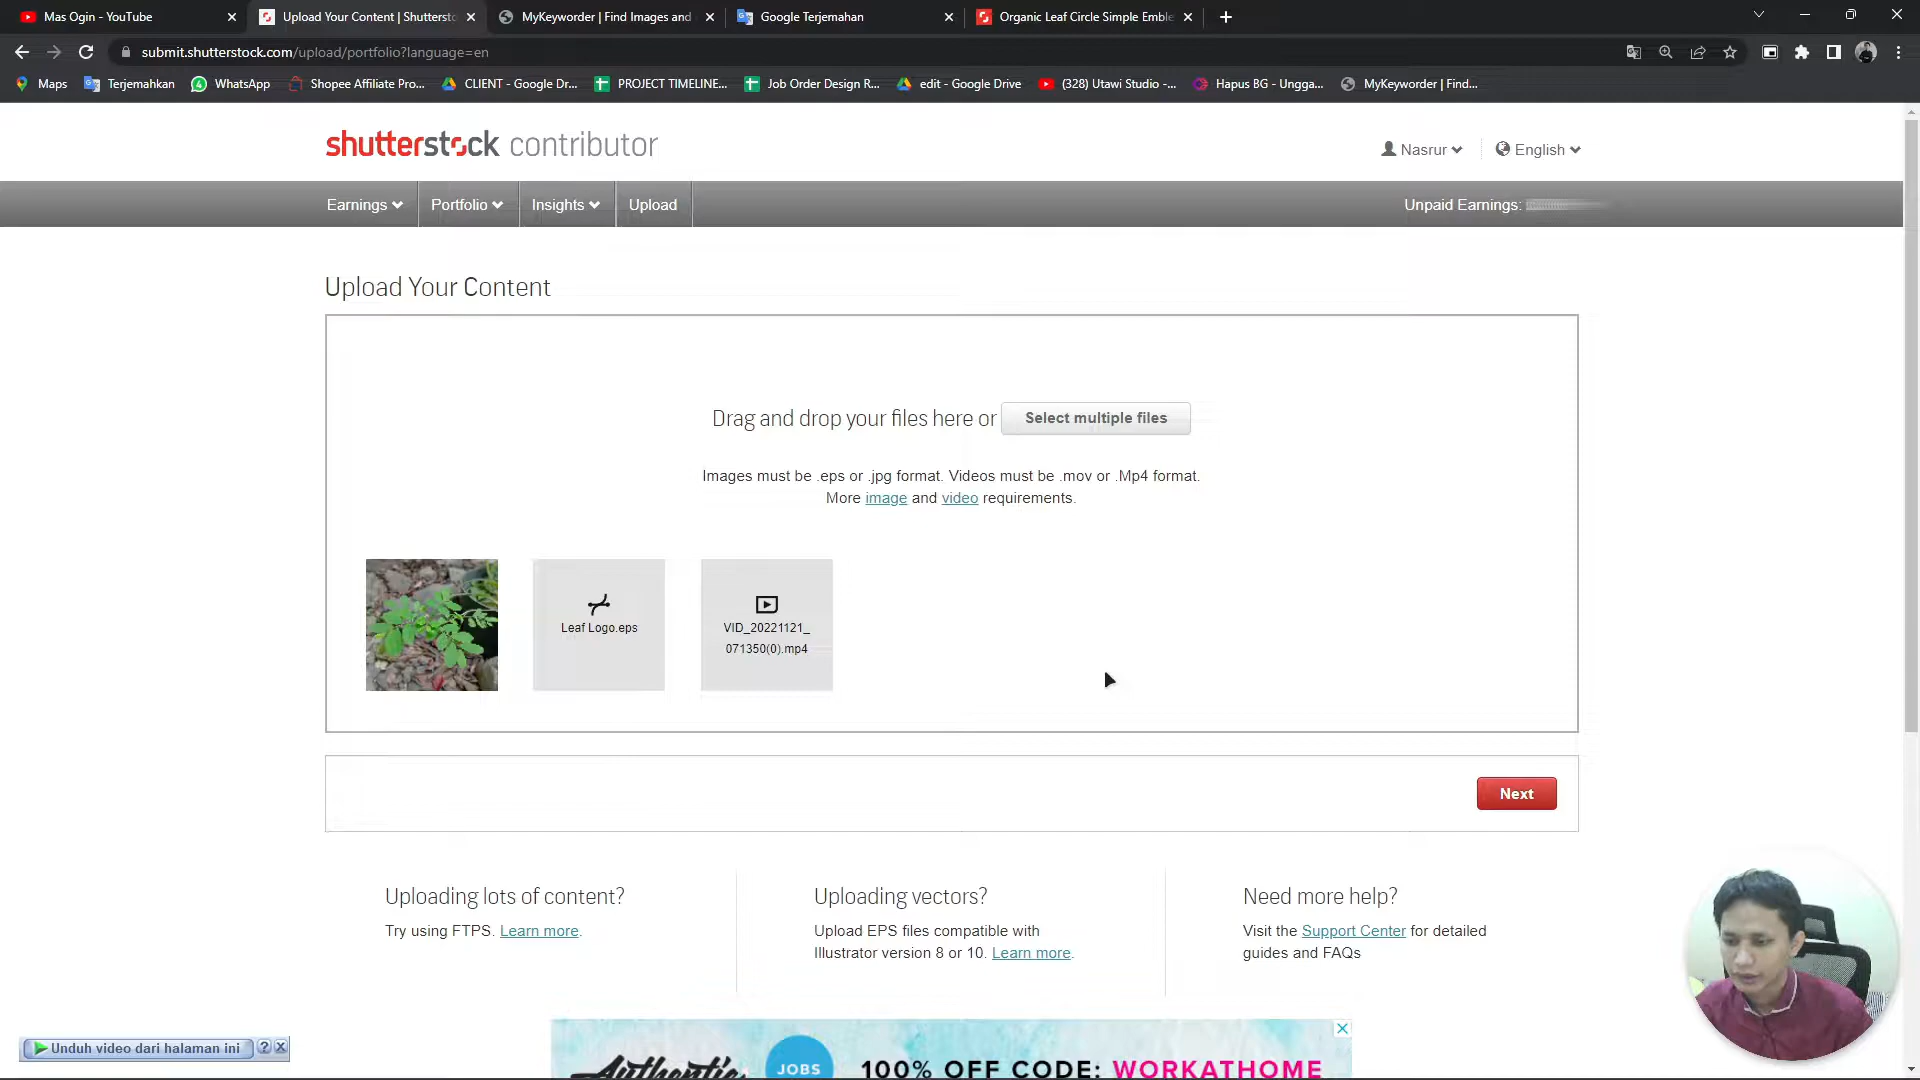 Mas Ogin - YouTube
Upload Your Content | Shuttersto
MyKeyworder | Find Images and
Google Terjemahan
Organic Leaf Circle Simple Emble
submit.shutterstock.com/upload/portfolio?language=en
Maps
Terjemahkan
WhatsApp
Shopee Affiliate Pro...
CLIENT - Google Dr...
PROJECT TIMELINE...
Job Order Design R...
edit - Google Drive
(328) Utawi Studio -...
Hapus BG - Ungga...
MyKeyworder | Find...
shutterstock contributor
Nasrur
English
Earnings
Portfolio
Insights
Upload
Unpaid Earnings:
Upload Your Content
Drag and drop your files here or Select multiple files
Images must be .eps or .jpg format. Videos must be .mov or .Mp4 format.
More image and video requirements.
Leaf Logo.eps
VID_20221121_
071350(0).mp4
Next
Uploading lots of content?
Try using FTPS. Learn more.
Uploading vectors?
Upload EPS files compatible with
Illustrator version 8 or 10. Learn more.
Need more help?
Visit the Support Center for detailed
guides and FAQs
Unduh video dari halaman ini
Authentic
JOBS
100% OFF CODE: WORKATHOME